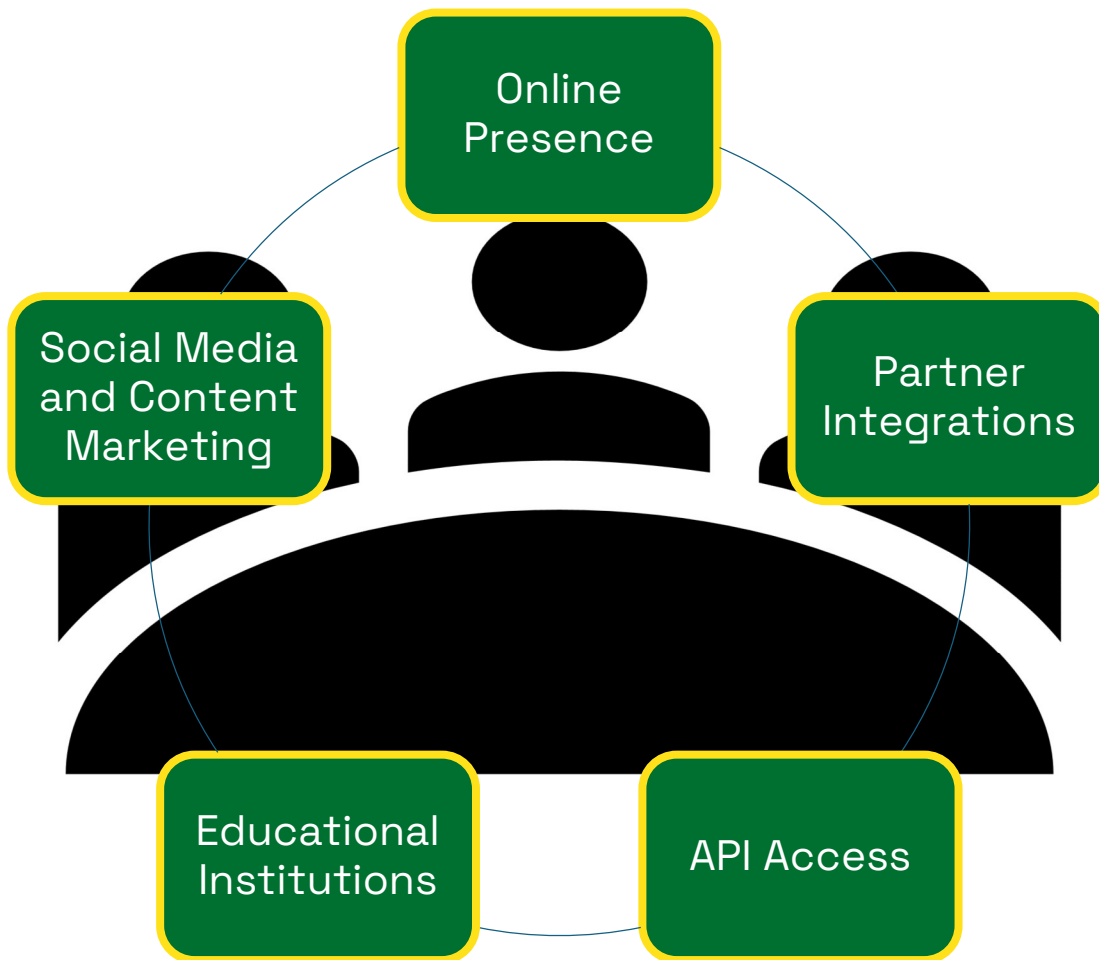 Online
Presence
Social Media
and Content
Marketing
Partner
Integrations
Educational
Institutions
API Access